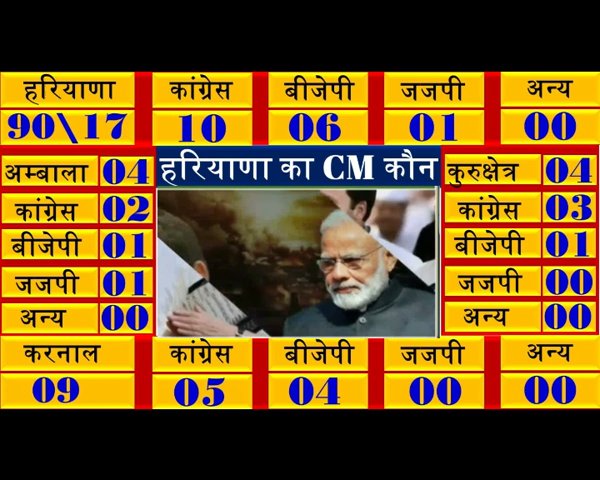 हरियाणा कांग्रेस बीजेपी जजपी अन्य
90\17 10 06 01 00
हरियाणा का CM कौन
अम्बाला 04
कांग्रेस 02
बीजेपी 01
जजपी 01
अन्य 00
कुरुक्षेत्र 04
कांग्रेस 03
बीजेपी 01
जजपी 00
अन्य 00
करनाल कांग्रेस बीजेपी जजपी अन्य
09 05 04 00 00